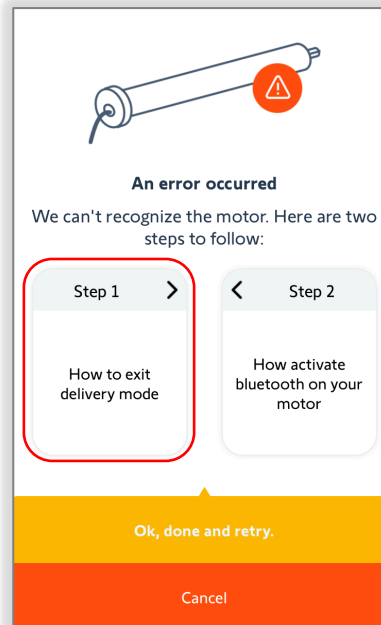 An error occurred
We can't recognize the motor. Here are two
steps to follow:
Step 1
How to exit
delivery mode
Step 2
How activate
bluetooth on your
motor
Ok, done and retry.
Cancel